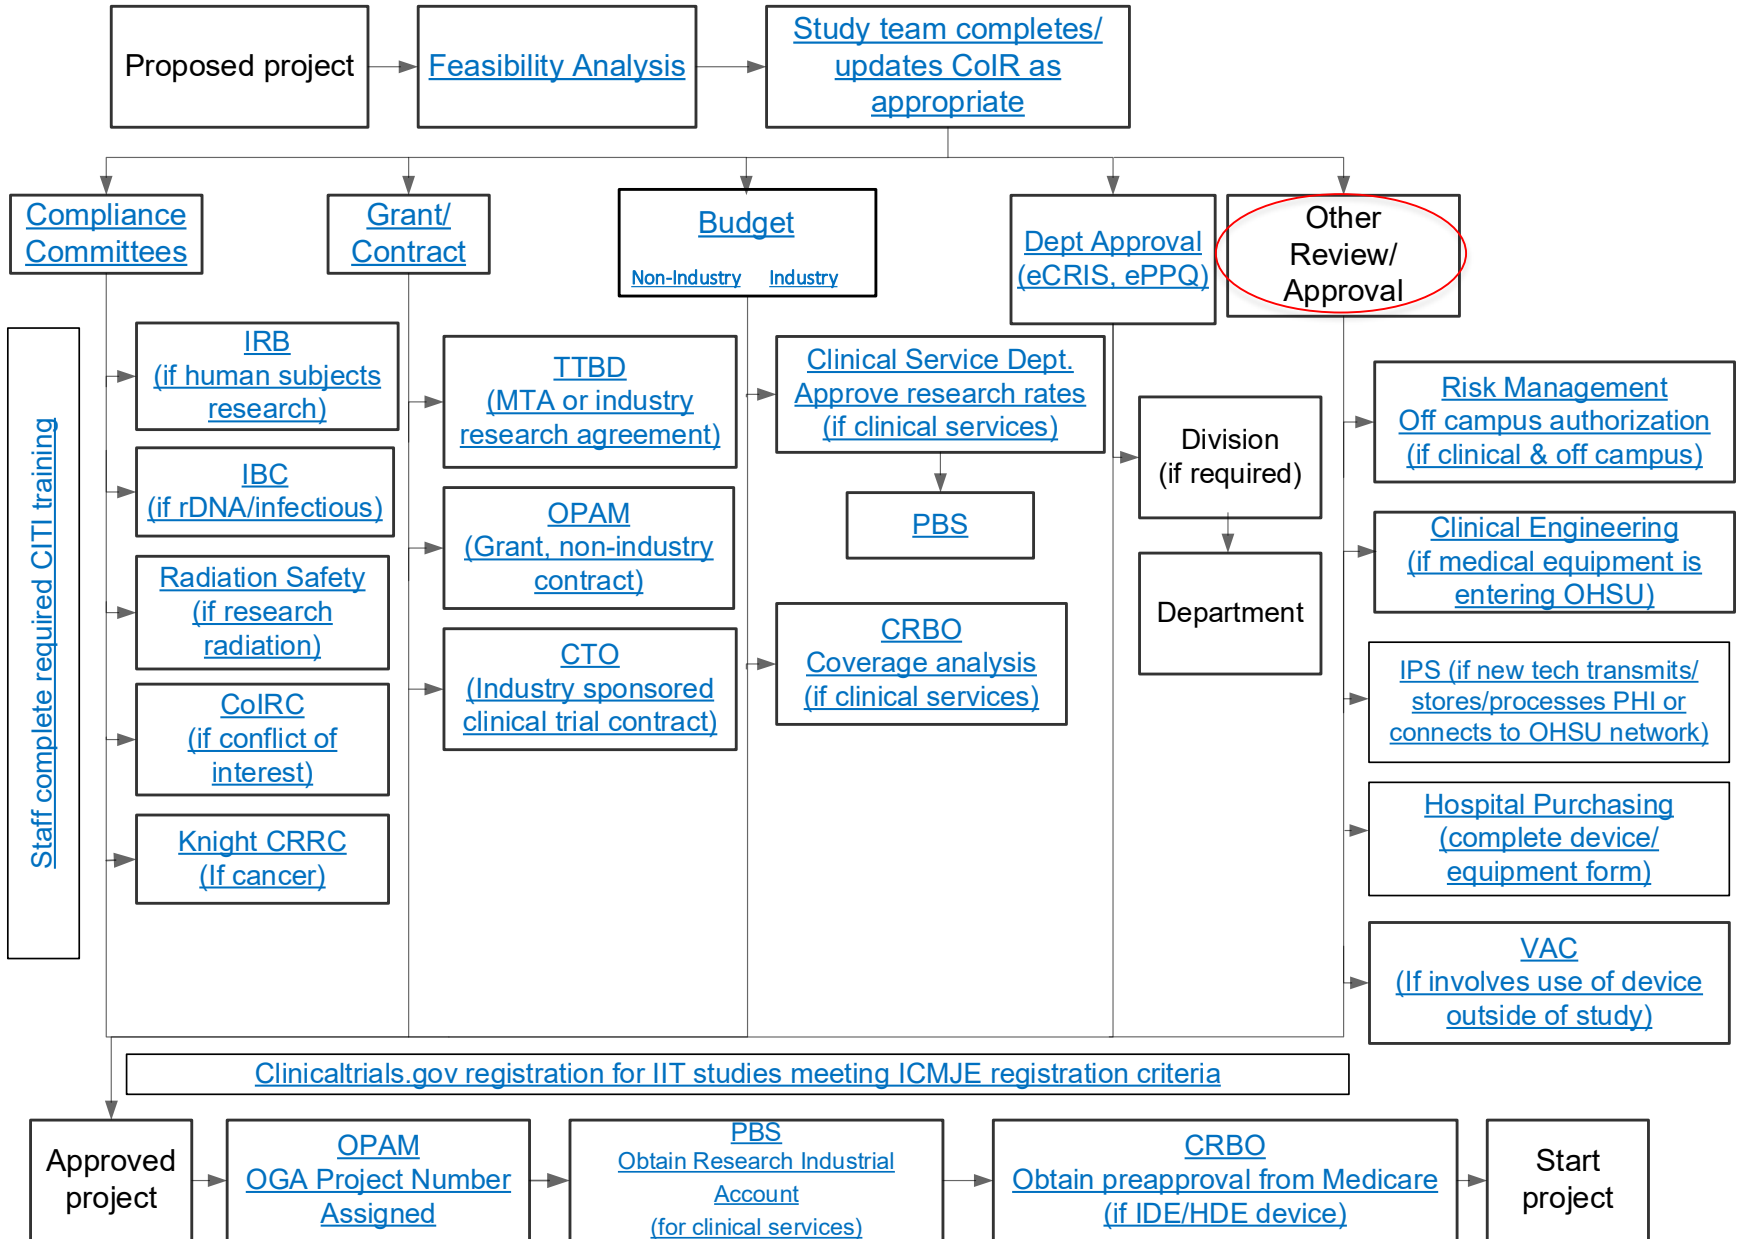 Proposed project
Feasibility Analysis
Study team completes/
updates CoIR as
appropriate
Compliance
Committees
Grant/
Contract
Budget
Non-Industry
Industry
Dept Approval
(eCRIS, ePPQ)
Other
Review/
Approval
Staff complete required CITI training
IRB
(if human subjects
research)
IBC
(if rDNA/infectious)
Radiation Safety
(if research
radiation)
CoIRC
(if conflict of
interest)
Knight CRRC
(If cancer)
TTBD
(MTA or industry
research agreement)
OPAM
(Grant, non-industry
contract)
CTO
(Industry sponsored
clinical trial contract)
Clinical Service Dept.
Approve research rates
(if clinical services)
PBS
CRBO
Coverage analysis
(if clinical services)
Division
(if required)
Department
Risk Management
Off campus authorization
(if clinical & off campus)
Clinical Engineering
(if medical equipment is
entering OHSU)
IPS (if new tech transmits/
stores/processes PHI or
connects to OHSU network)
Hospital Purchasing
(complete device/
equipment form)
VAC
(If involves use of device
outside of study)
Clinicaltrials.gov registration for IIT studies meeting ICMJE registration criteria
Approved
project
OPAM
OGA Project Number
Assigned
PBS
Obtain Research Industrial
Account
(for clinical services)
CRBO
Obtain preapproval from Medicare
(if IDE/HDE device)
Start
project